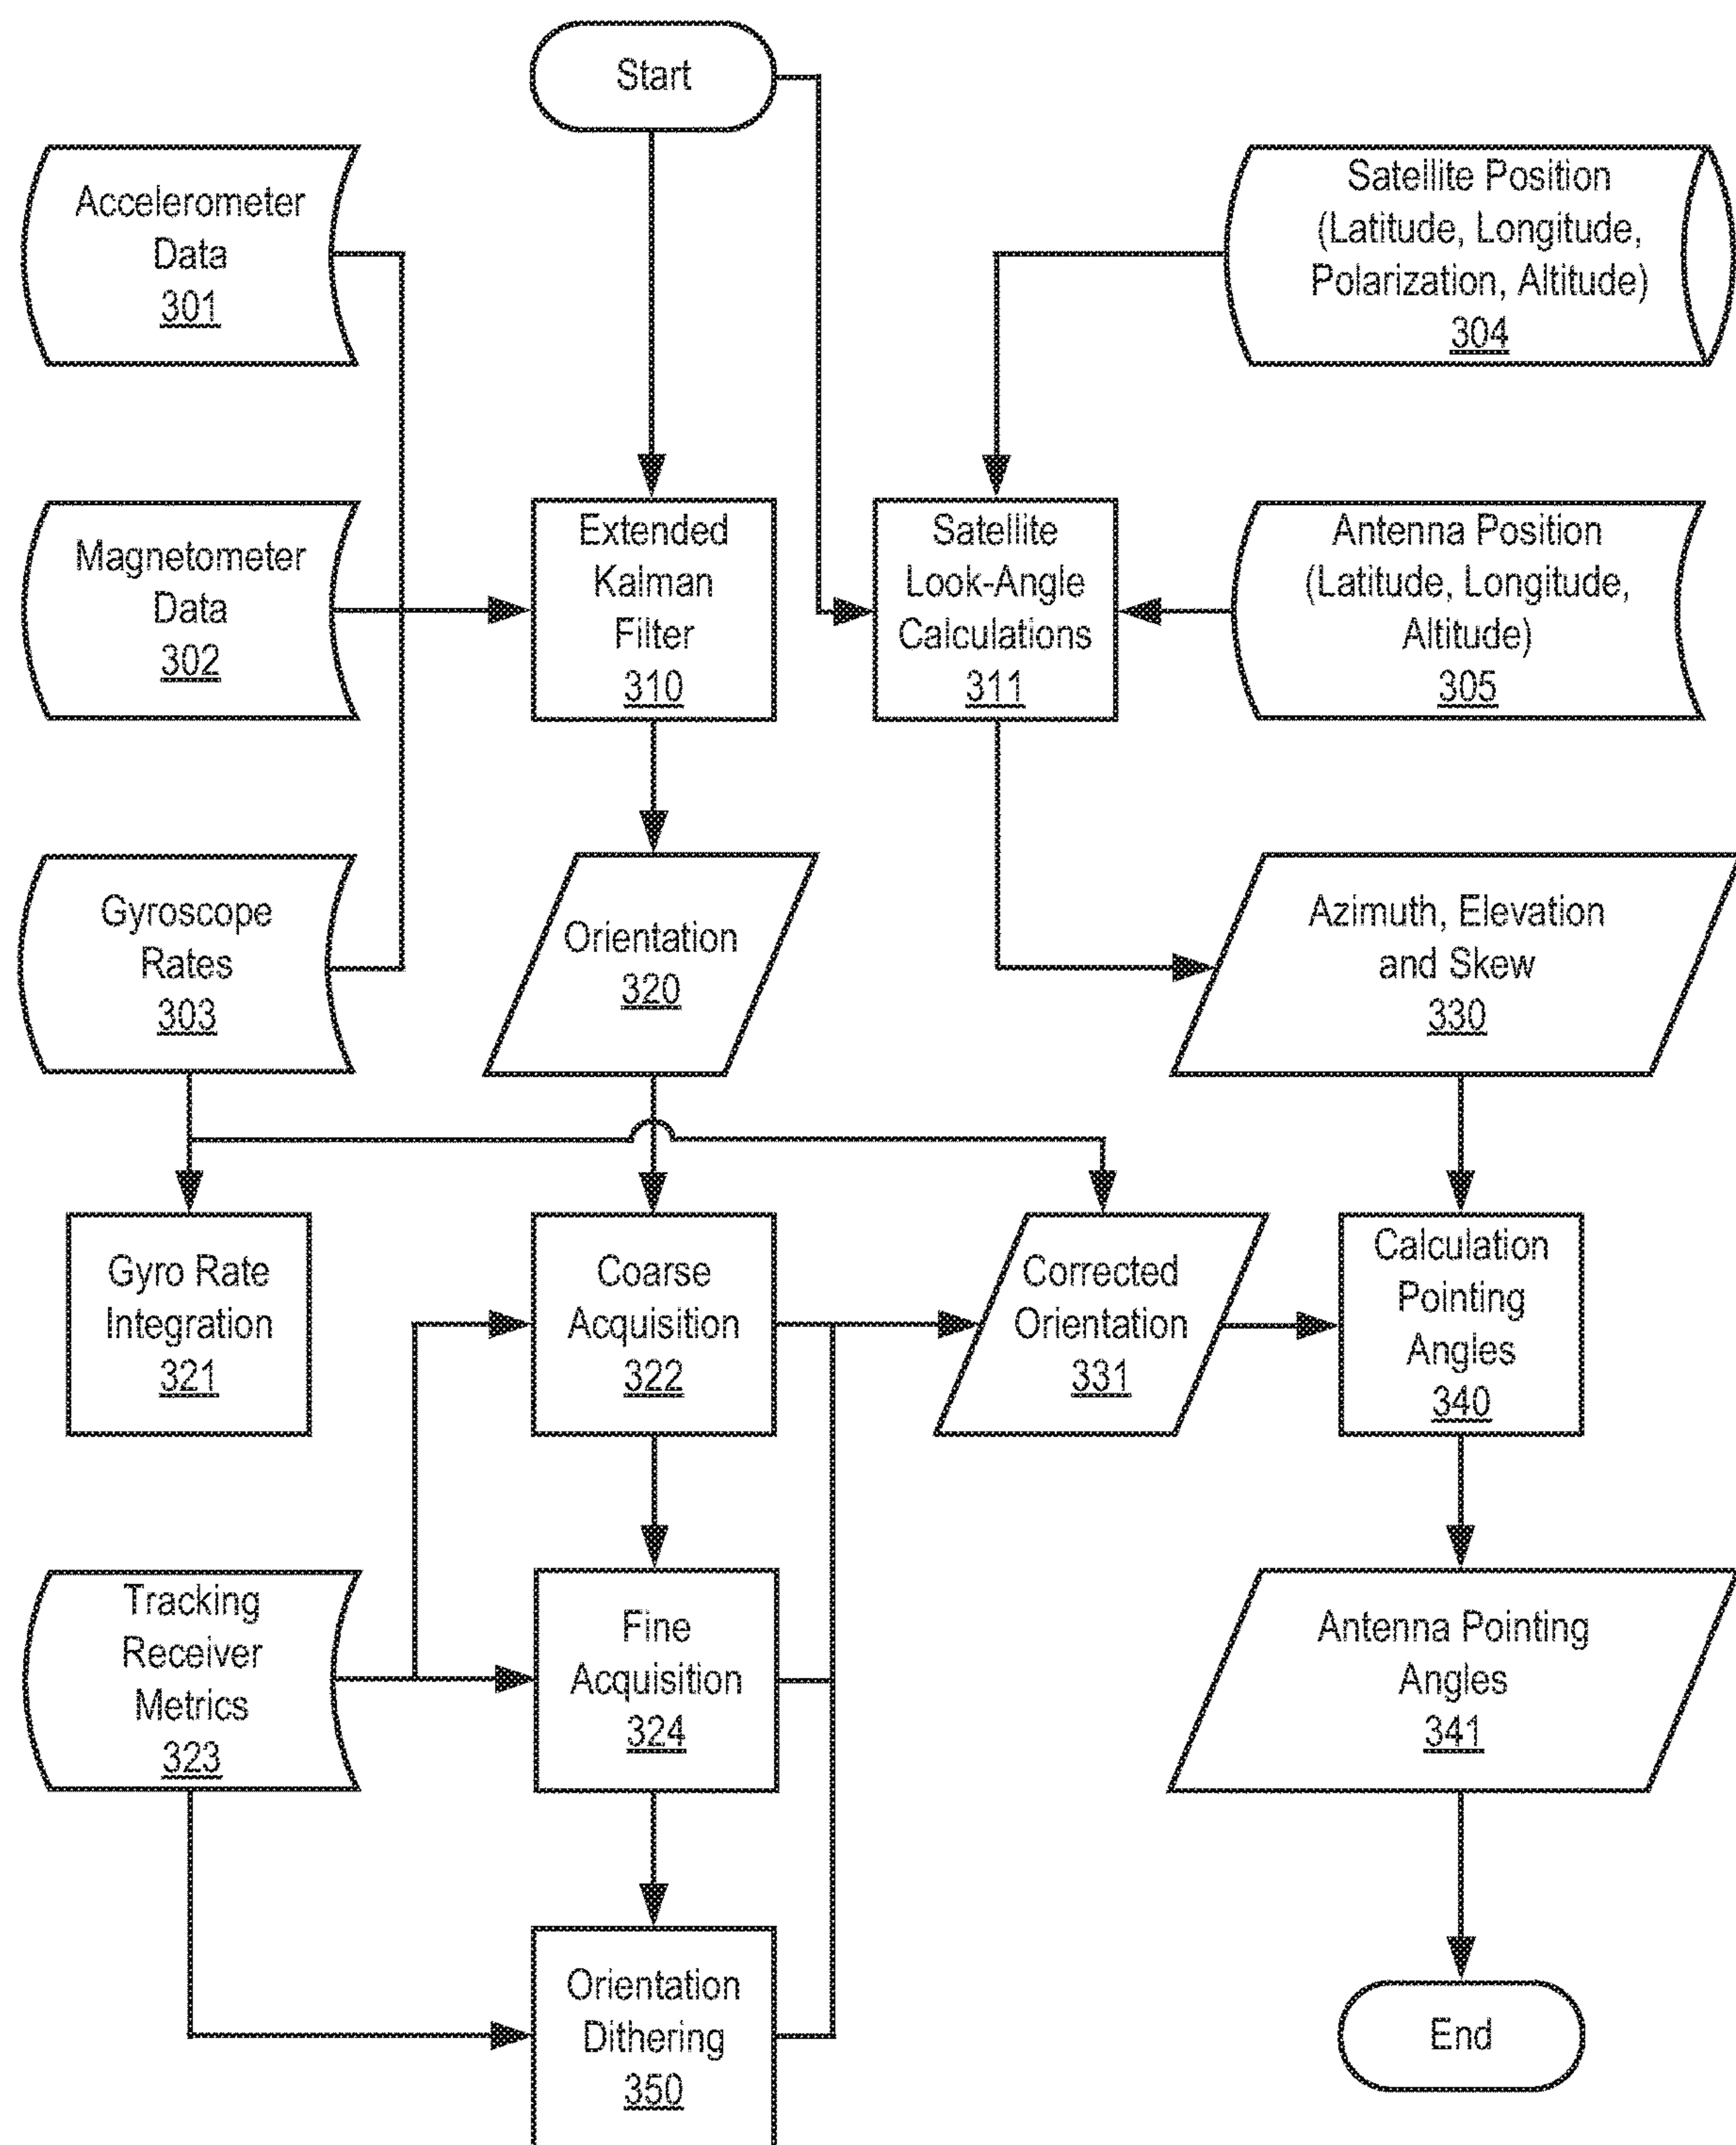 Start
Accelerometer
Data
301
Satellite Position
(Latitude, Longitude,
Polarization, Altitude)
304
Magnetometer
Data
302
Extended
Kalman
Filter
310
Satellite
Look-Angle
Calculations
311
Antenna Position
(Latitude, Longitude,
Altitude)
305
Gyroscope
Rates
303
Orientation
320
Azimuth, Elevation
and Skew
330
Gyro Rate
Integration
321
Coarse
Acquisition
322
Corrected
Orientation
331
Calculation
Pointing
Angles
340
Tracking
Receiver
Metrics
323
Fine
Acquisition
324
Antenna Pointing
Angles
341
Orientation
Dithering
350
End